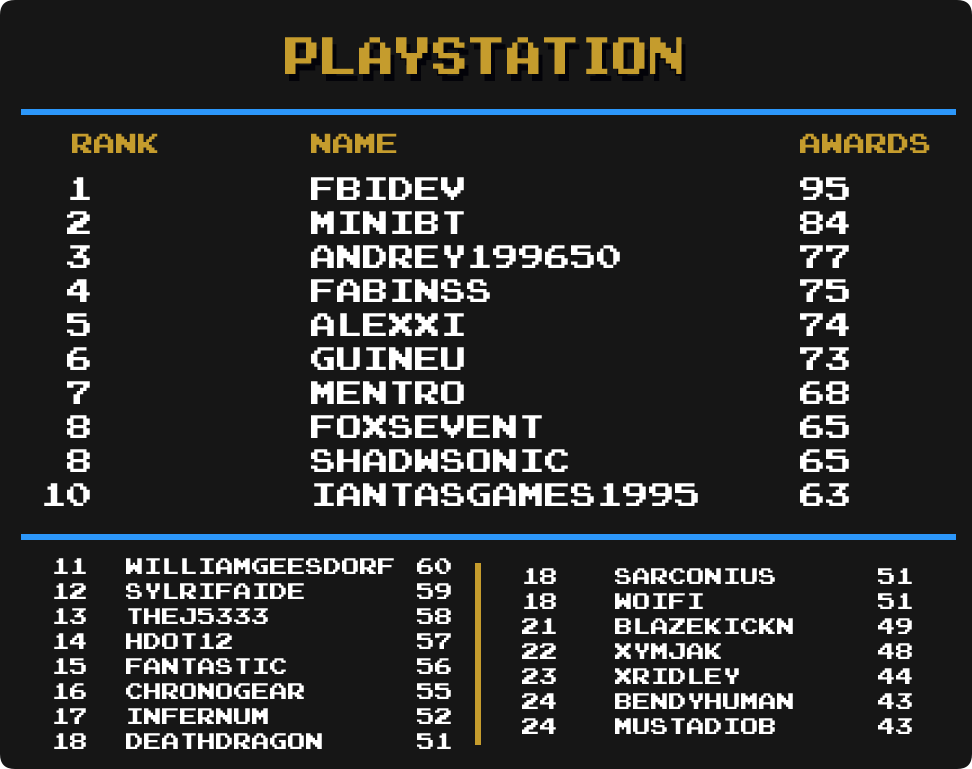 PLAYSTATION
RANK NAME AWARDS
1 FBIDEV 95
2 MINIBT 84
3 ANDREY199650 77
4 FABINSS 75
5 ALEXXI 74
6 GUINEU 73
7 MENTRO 68
8 FOXSEVENT 65
8 SHADWSONIC 65
10 IANTASGAMES1995 63
11 WILLIAMGEESDORF 60
12 SYLRIFAIDE 59
13 THEJ5333 58
14 HDOT12 57
15 FANTASTIC 56
16 CHRONOGEAR 55
17 INFERNUM 52
18 DEATHDRAGON 51
18 SARCONIUS 51
18 WOIFI 51
21 BLAZEKICKN 49
22 XYMJAK 48
23 XRIDLEY 44
24 BENDYHUMAN 43
24 MUSTADIOB 43